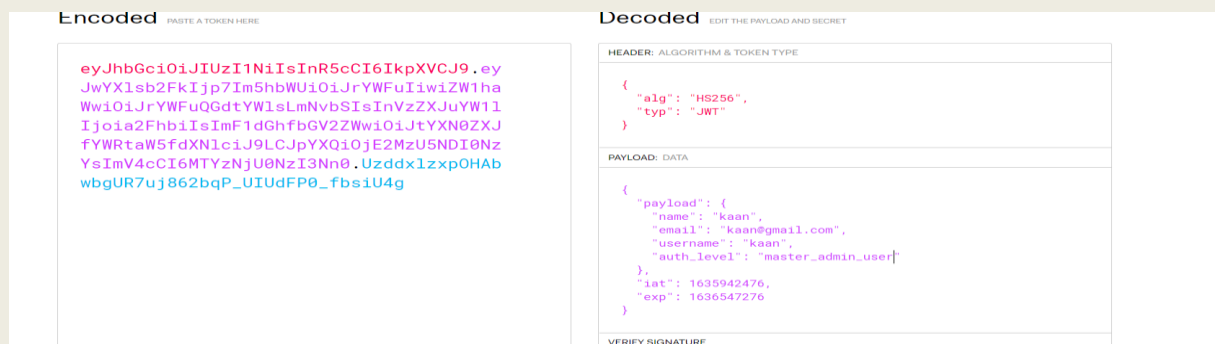 Encoded PASTE A TOKEN HERE
eyJhbGciOiJIUzI1NiIsInR5cCI6IkpXVCJ9.ey
JwYXlsb2FkIjp7Im5hbWUiOiJrYWFuIiwiZW1ha
WwiOiJrYWFuQGdtYWlsLmNvbSIsInVzZXJuYW1l
Ijoia2FhbiIsImF1dGhfbGV2ZWwiOiJtYXN0ZXJ
fYWRtaW5fdXNlciJ9LCJpYXQiOjE2MzU5NDI0Nz
YsImV4cCI6MTYzNjU0NzI3Nn0.UzddxlzxpOHAb
wbgUR7uj862bqP_UIUdFP0_fbsiU4g
Decoded EDIT THE PAYLOAD AND SECRET
HEADER: ALGORITHM & TOKEN TYPE
{
"alg": "HS256",
"typ": "JWT"
}
PAYLOAD: DATA
{
"payload": {
"name": "kaan",
"email": "kaan@gmail.com",
"username": "kaan",
"auth_level": "master_admin_user"
},
"iat": 1635942476,
"exp": 1636547276
}
VERIFY SIGNATURE